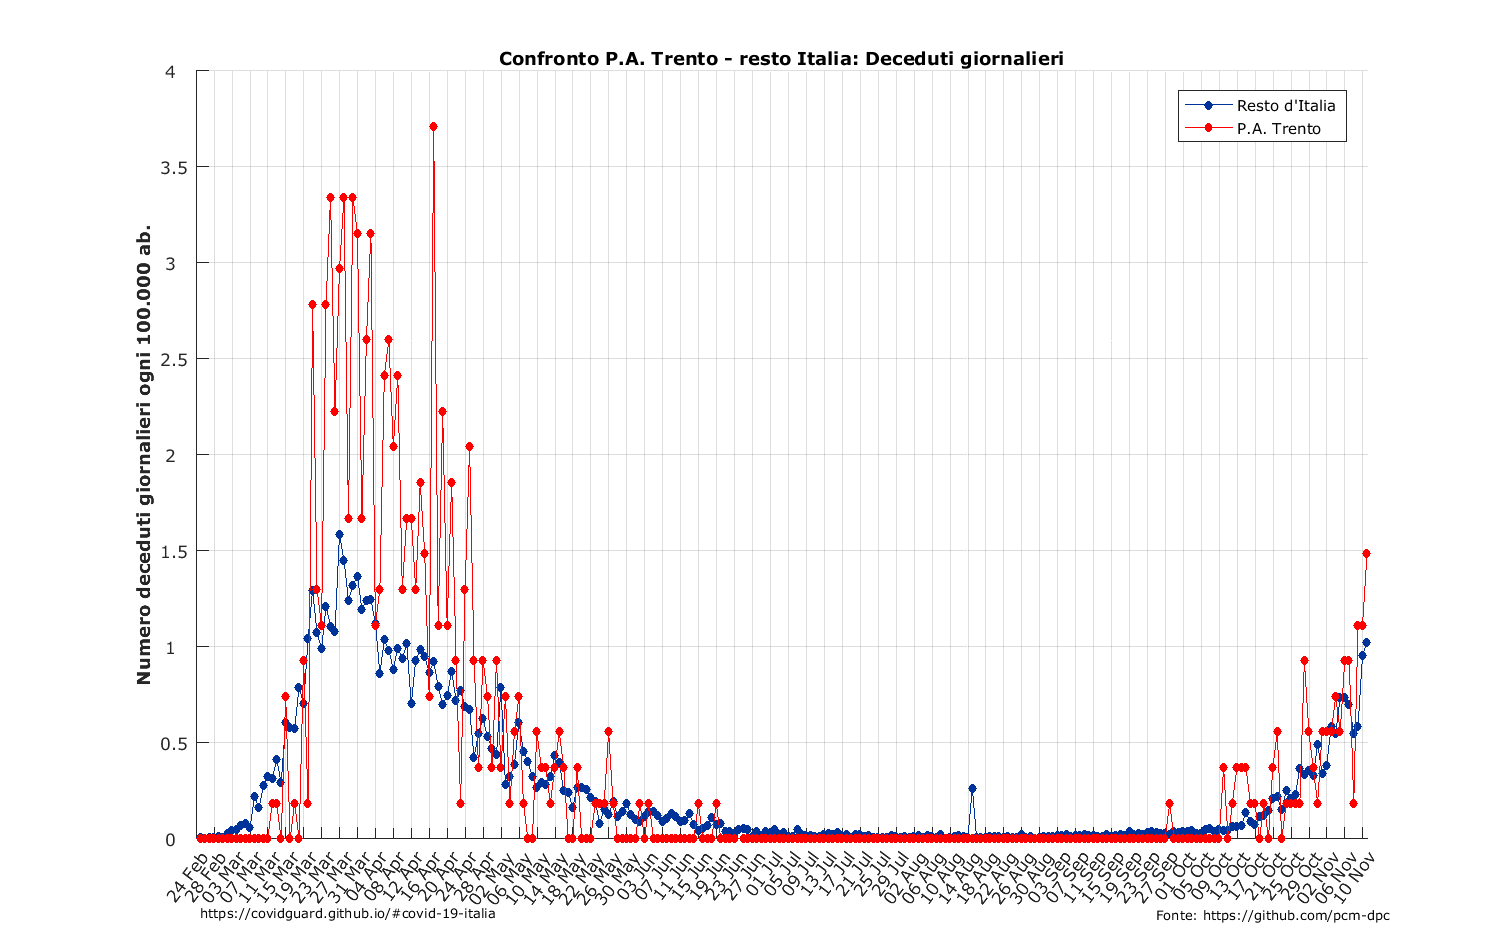 Confronto P.A. Trento - resto Italia: Deceduti giornalieri
Resto d'Italia
P.A. Trento
Numero deceduti giornalieri ogni 100.000 ab.
4
3.5
3
2.5
2
1.5
1
0.5
0
24 Feb
28 Feb
03 Mar
07 Mar
11 Mar
15 Mar
19 Mar
23 Mar
27 Mar
31 Mar
04 Apr
08 Apr
12 Apr
16 Apr
20 Apr
24 Apr
28 Apr
02 May
06 May
10 May
14 May
18 May
22 May
26 May
30 May
03 Jun
07 Jun
11 Jun
15 Jun
19 Jun
23 Jun
27 Jun
01 Jul
05 Jul
09 Jul
13 Jul
17 Jul
21 Jul
25 Jul
29 Jul
02 Aug
06 Aug
10 Aug
14 Aug
18 Aug
22 Aug
26 Aug
30 Aug
03 Sep
07 Sep
11 Sep
15 Sep
19 Sep
23 Sep
27 Sep
01 Oct
05 Oct
09 Oct
13 Oct
17 Oct
21 Oct
25 Oct
29 Oct
02 Nov
06 Nov
10 Nov
https://covidguard.github.io/#covid-19-italia
Fonte: https://github.com/pcm-dpc